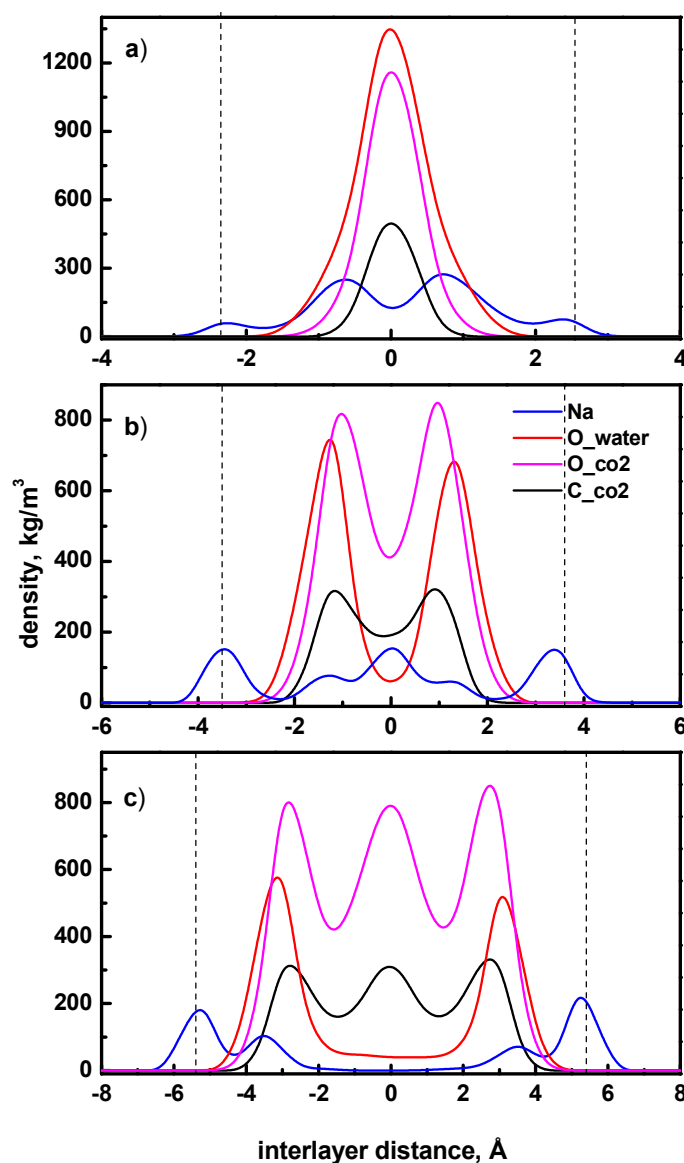 a)
1200
900
600
300
0
-4 -2 0 2 4
b)
Na
O_water
O_co2
C_co2
800
600
400
200
0
-6 -4 -2 0 2 4 6
density, kg/m³
c)
800
600
400
200
0
-8 -6 -4 -2 0 2 4 6 8
interlayer distance, Å